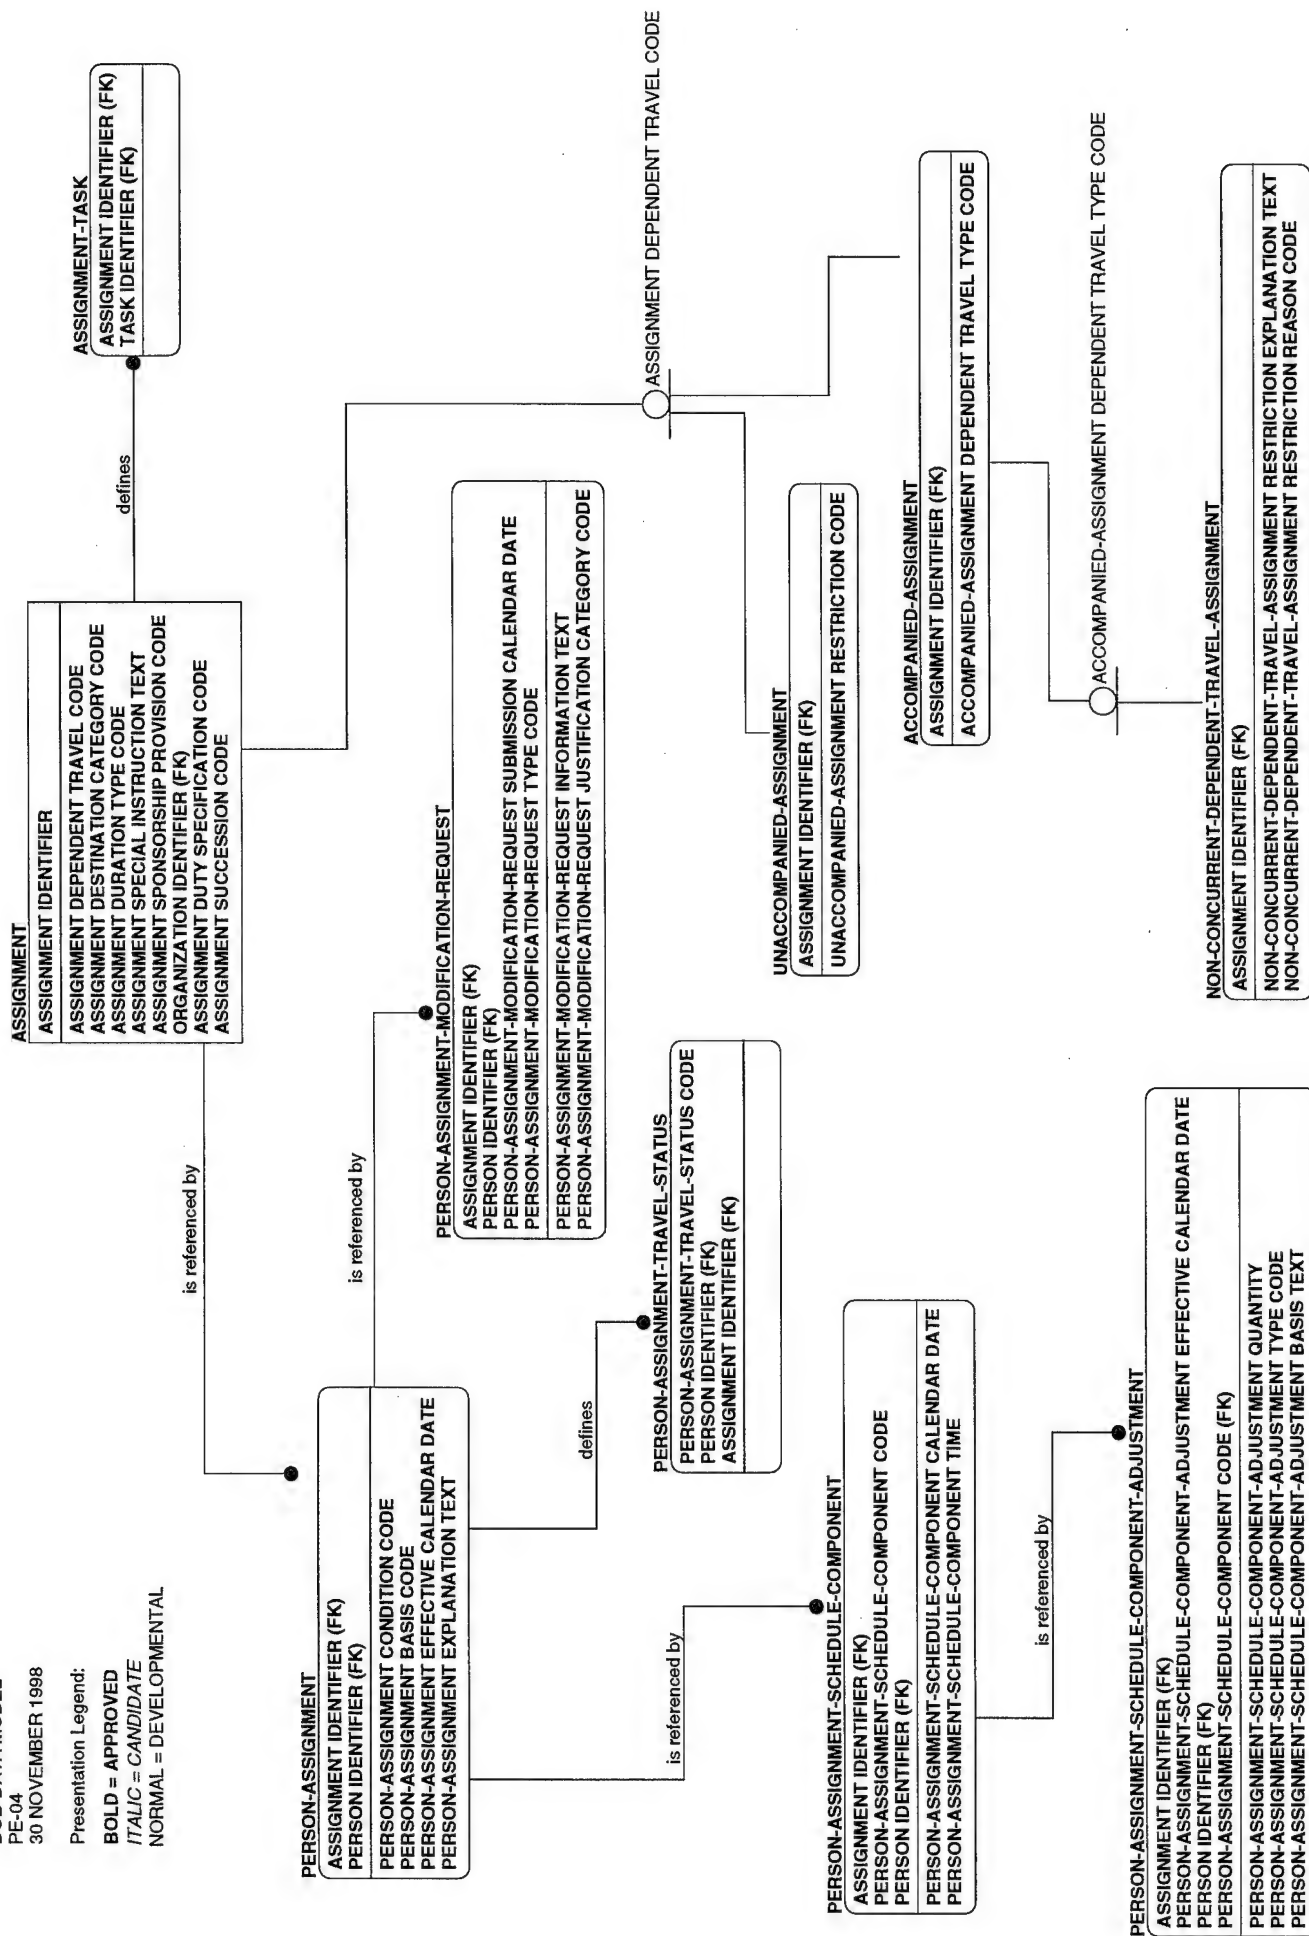 PE-04
30 NOVEMBER 1998
Presentation Legend:
BOLD = APPROVED
ITALIC = CANDIDATE
NORMAL = DEVELOPMENTAL
ASSIGNMENT
ASSIGNMENT IDENTIFIER
ASSIGNMENT DEPENDENT TRAVEL CODE
ASSIGNMENT DESTINATION CATEGORY CODE
ASSIGNMENT DURATION TYPE CODE
ASSIGNMENT SPECIAL INSTRUCTION TEXT
ASSIGNMENT SPONSORSHIP PROVISION CODE
ORGANIZATION IDENTIFIER (FK)
ASSIGNMENT DUTY SPECIFICATION CODE
ASSIGNMENT SUCCESSION CODE
defines
ASSIGNMENT-TASK
ASSIGNMENT IDENTIFIER (FK)
TASK IDENTIFIER (FK)
is referenced by
PERSON-ASSIGNMENT
ASSIGNMENT IDENTIFIER (FK)
PERSON IDENTIFIER (FK)
PERSON-ASSIGNMENT CONDITION CODE
PERSON-ASSIGNMENT BASIS CODE
PERSON-ASSIGNMENT EFFECTIVE CALENDAR DATE
PERSON-ASSIGNMENT EXPLANATION TEXT
is referenced by
PERSON-ASSIGNMENT-MODIFICATION-REQUEST
ASSIGNMENT IDENTIFIER (FK)
PERSON IDENTIFIER (FK)
PERSON-ASSIGNMENT-MODIFICATION-REQUEST SUBMISSION CALENDAR DATE
PERSON-ASSIGNMENT-MODIFICATION-REQUEST TYPE CODE
PERSON-ASSIGNMENT-MODIFICATION-REQUEST INFORMATION TEXT
PERSON-ASSIGNMENT-MODIFICATION-REQUEST JUSTIFICATION CATEGORY CODE
defines
PERSON-ASSIGNMENT-TRAVEL-STATUS
PERSON-ASSIGNMENT-TRAVEL-STATUS CODE
PERSON IDENTIFIER (FK)
ASSIGNMENT IDENTIFIER (FK)
ASSIGNMENT DEPENDENT TRAVEL CODE
UNACCOMPANIED-ASSIGNMENT
ASSIGNMENT IDENTIFIER (FK)
UNACCOMPANIED-ASSIGNMENT RESTRICTION CODE
ACCOMPANIED-ASSIGNMENT
ASSIGNMENT IDENTIFIER (FK)
ACCOMPANIED-ASSIGNMENT DEPENDENT TRAVEL TYPE CODE
is referenced by
PERSON-ASSIGNMENT-SCHEDULE-COMPONENT
ASSIGNMENT IDENTIFIER (FK)
PERSON-ASSIGNMENT-SCHEDULE-COMPONENT CODE
PERSON IDENTIFIER (FK)
PERSON-ASSIGNMENT-SCHEDULE-COMPONENT CALENDAR DATE
PERSON-ASSIGNMENT-SCHEDULE-COMPONENT TIME
is referenced by
ACCOMPANIED-ASSIGNMENT DEPENDENT TRAVEL TYPE CODE
PERSON-ASSIGNMENT-SCHEDULE-COMPONENT-ADJUSTMENT
ASSIGNMENT IDENTIFIER (FK)
PERSON-ASSIGNMENT-SCHEDULE-COMPONENT-ADJUSTMENT EFFECTIVE CALENDAR DATE
PERSON IDENTIFIER (FK)
PERSON-ASSIGNMENT-SCHEDULE-COMPONENT CODE (FK)
PERSON-ASSIGNMENT-SCHEDULE-COMPONENT-ADJUSTMENT QUANTITY
PERSON-ASSIGNMENT-SCHEDULE-COMPONENT-ADJUSTMENT TYPE CODE
PERSON-ASSIGNMENT-SCHEDULE-COMPONENT-ADJUSTMENT BASIS TEXT
NON-CONCURRENT-DEPENDENT-TRAVEL-ASSIGNMENT
ASSIGNMENT IDENTIFIER (FK)
NON-CONCURRENT-DEPENDENT-TRAVEL-ASSIGNMENT RESTRICTION EXPLANATION TEXT
NON-CONCURRENT-DEPENDENT-TRAVEL-ASSIGNMENT RESTRICTION REASON CODE